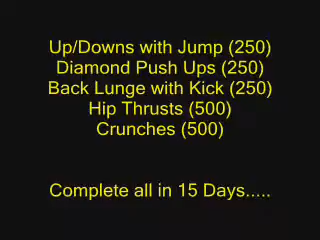 Up/Downs with Jump (250)
Diamond Push Ups (250)
Back Lunge with Kick (250)
Hip Thrusts (500)
Crunches (500)
Complete all in 15 Days.....